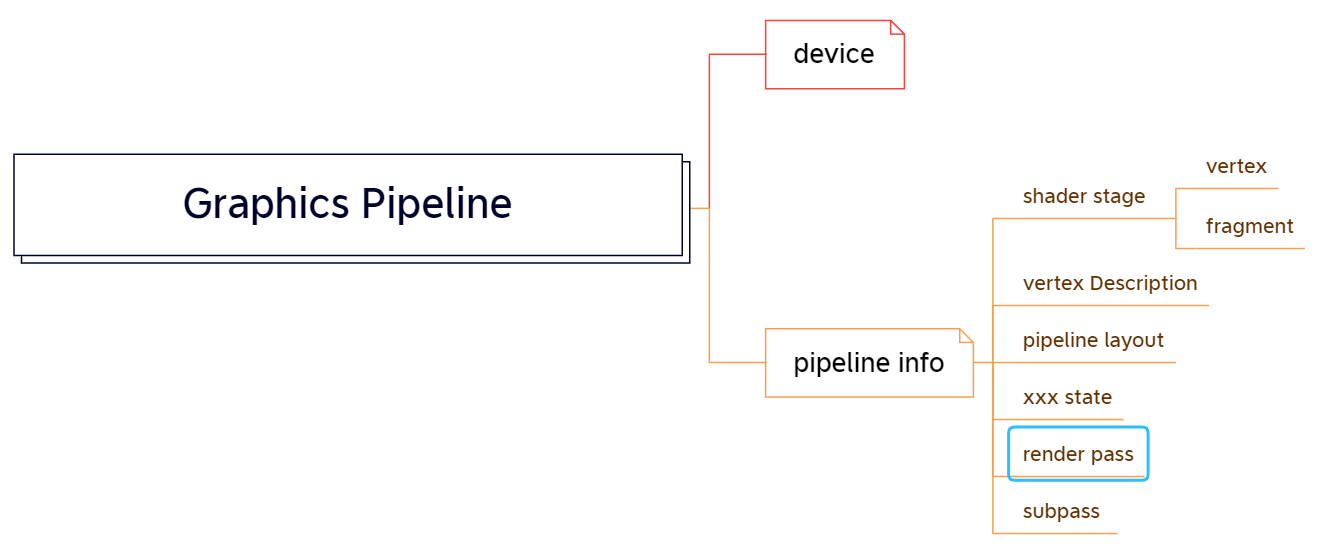 Graphics Pipeline
device
pipeline info
shader stage
vertex
fragment
vertex Description
pipeline layout
xxx state
render pass
subpass